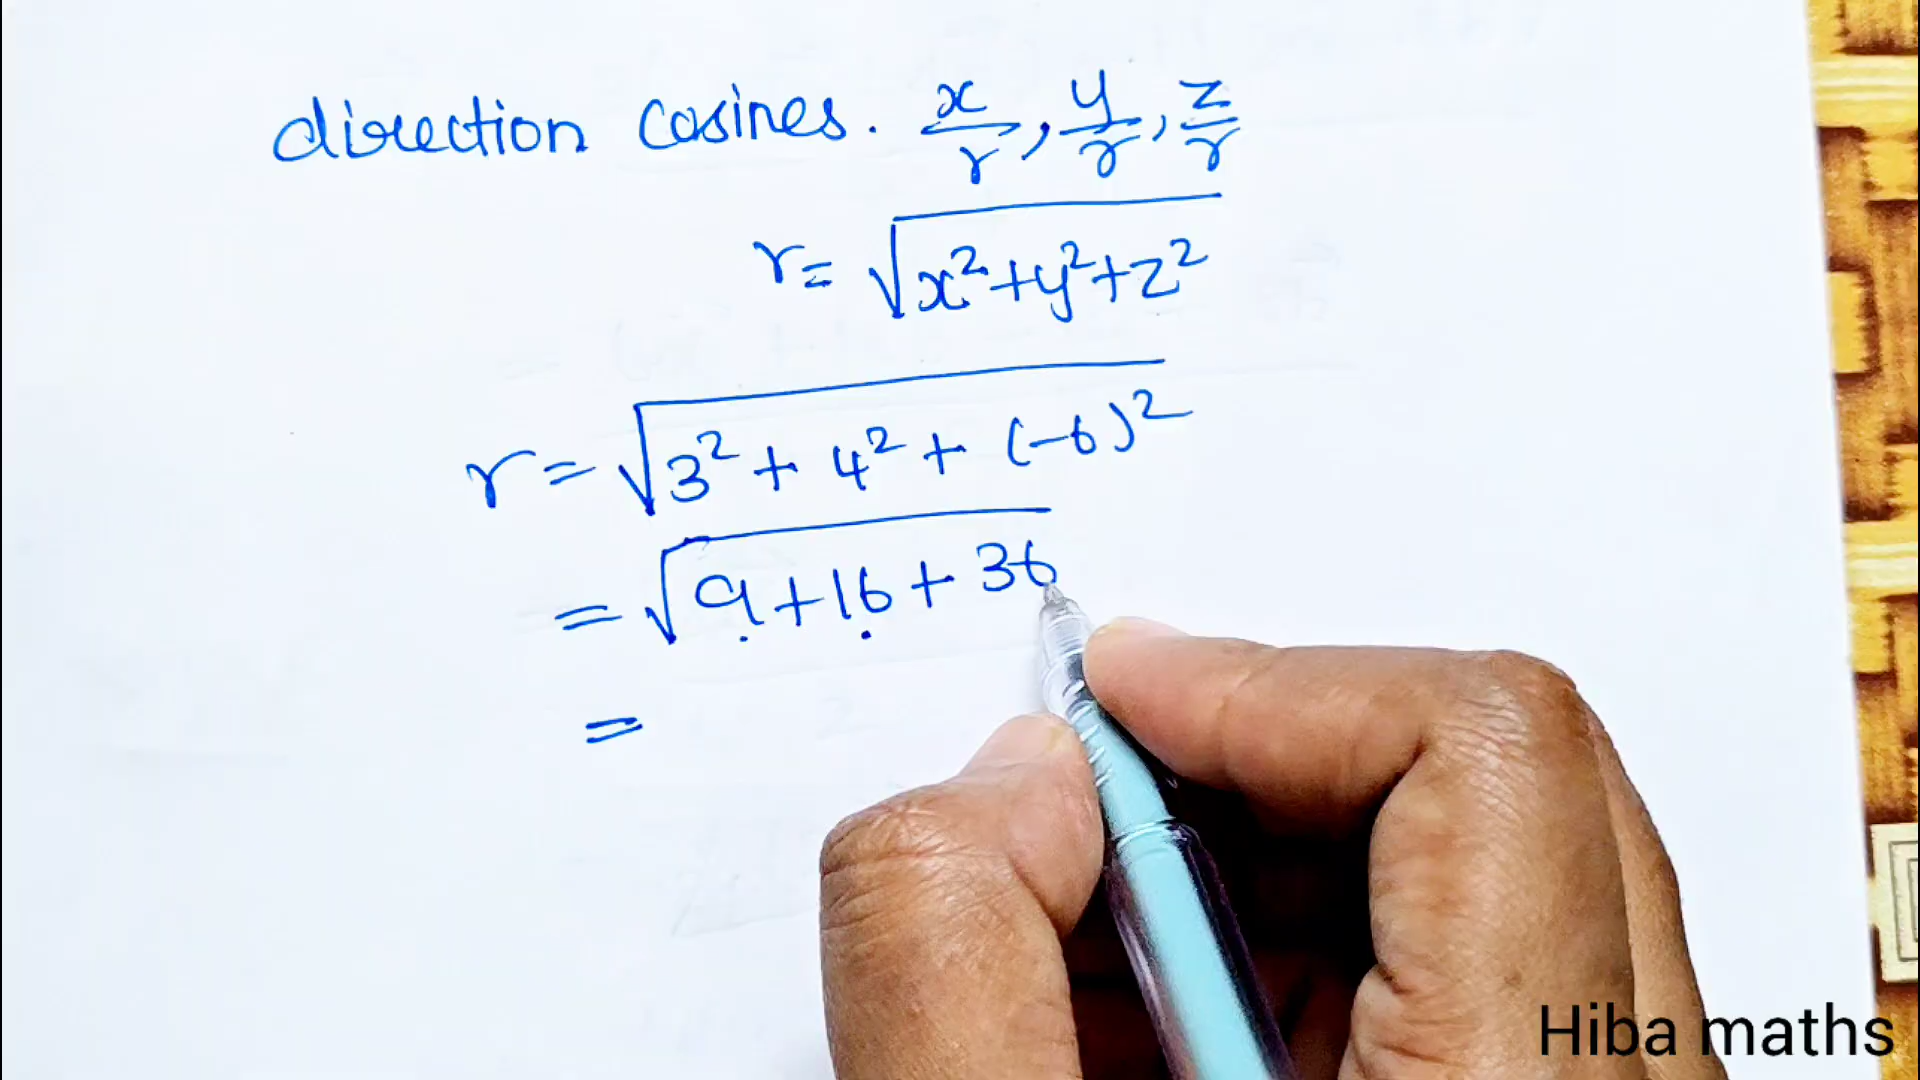 direction cosines. x/r, y/r, z/r
r = √x²+y²+z²
r = √3² + 4² + (-6)²
= √9+16 + 36
=
Hiba maths